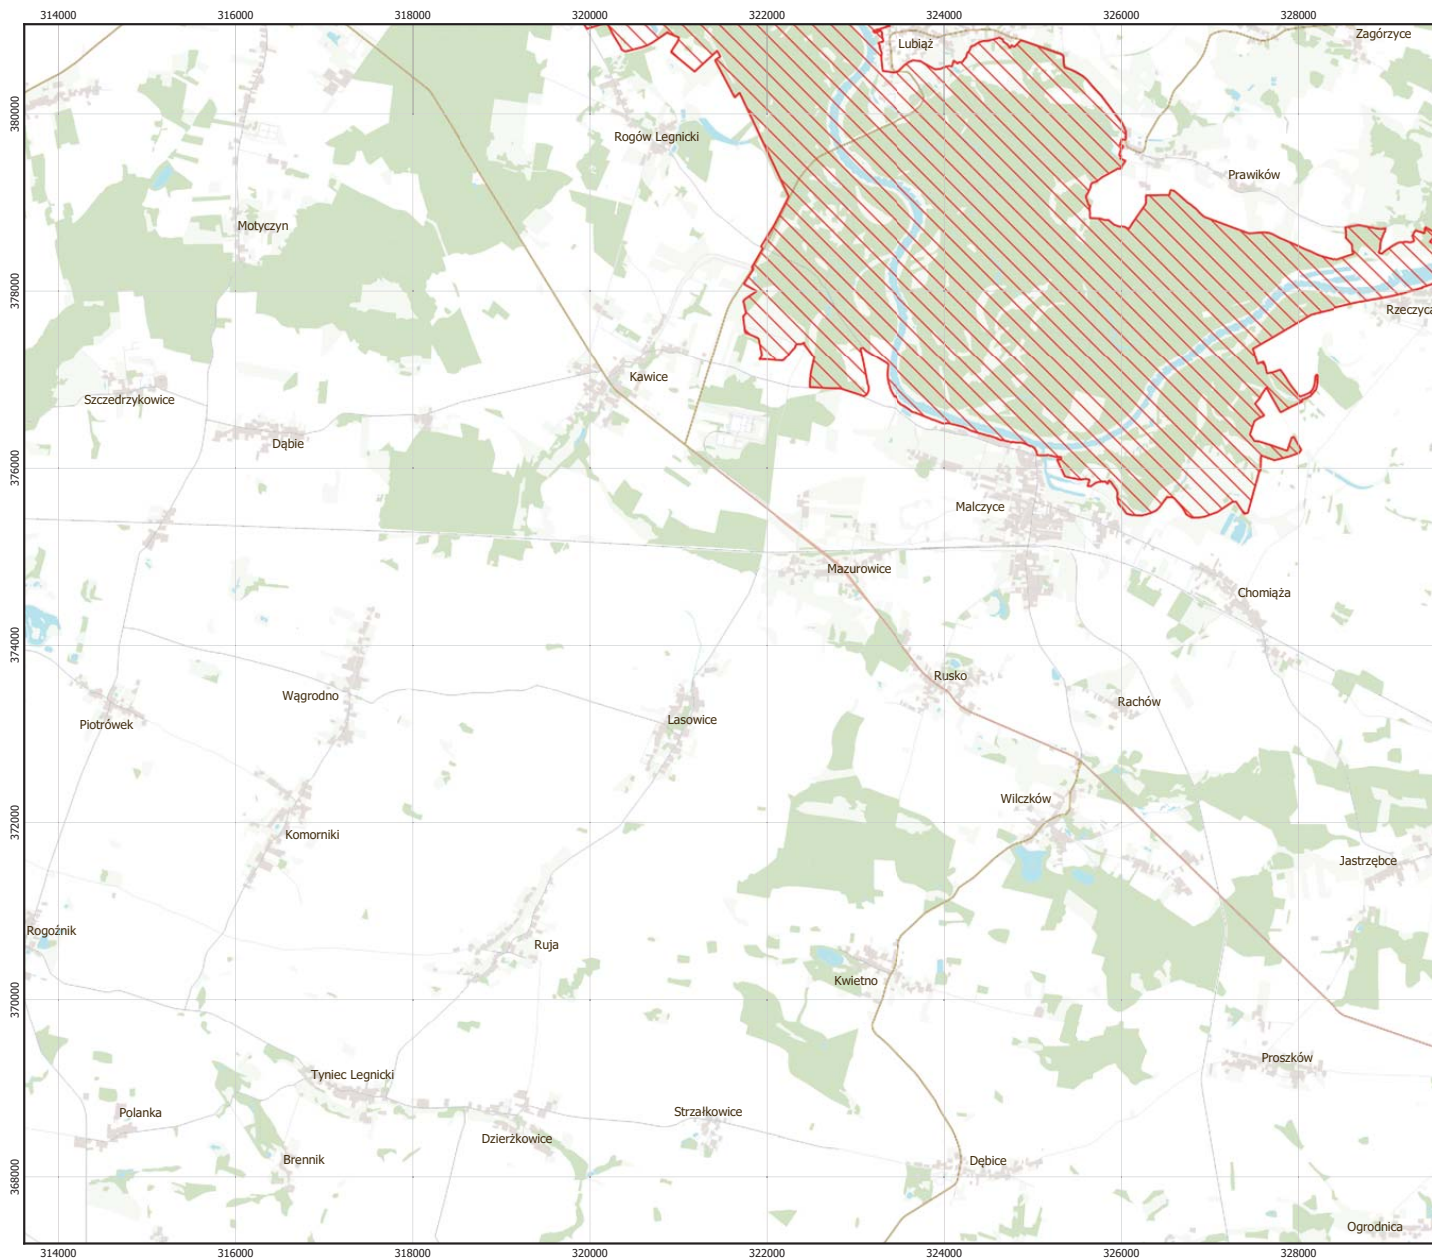 314000 316000 318000 320000 322000 324000 326000 328000
Lubiąż
Zagórzyce
380000
Rogów Legnicki
Prawików
Motyczyn
378000
Rzeczyca
Kawice
Szczedrzykowice
Dąbie
376000
Malczyce
Mazurowice
Chomiąża
374000
Rusko
Wągrodno
Rachów
Piotrówek
Lasowice
Wilczków
372000
Komorniki
Jastrzębce
Rogoźnik
Ruja
Kwietno
370000
Proszków
Tyniec Legnicki
Polanka
Strzałkowice
Dzierżkowice
Brennik
Dębice
368000
Ogrodnica
314000 316000 318000 320000 322000 324000 326000 328000